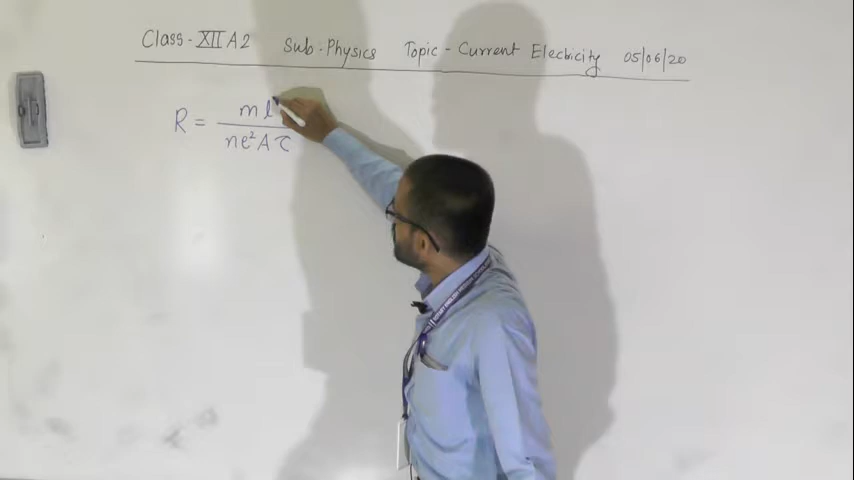 Class - XII A2 Sub : Physics Topic - Current Electricity 05/06/20
R = ml
ne²Aτ